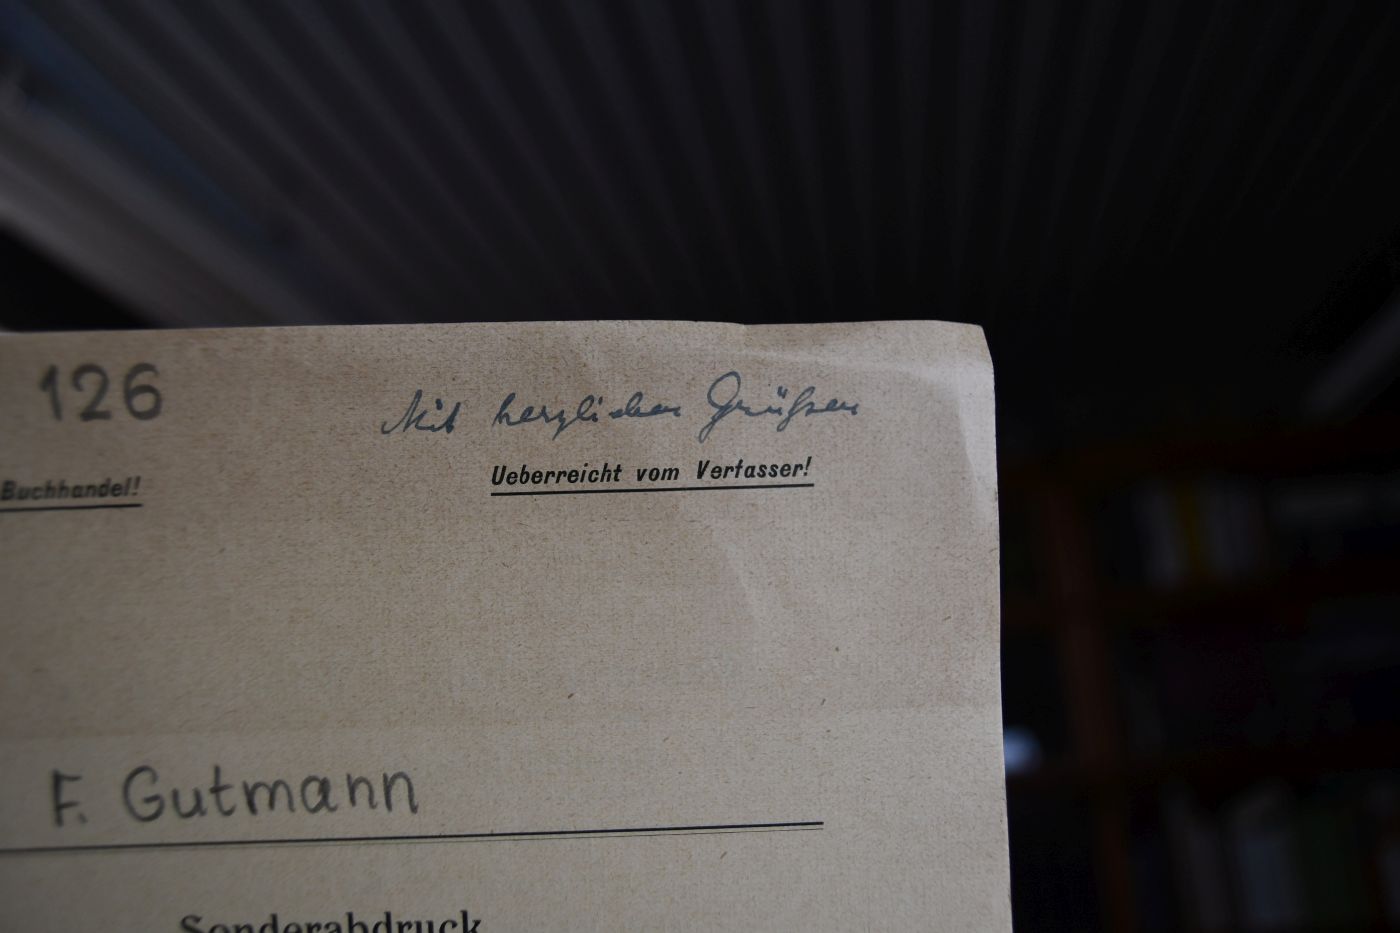 126
Mit herzlichen Grüßen
Buchhandel!
Ueberreicht vom Verfasser!
F. Gutmann
Sonderabdruck